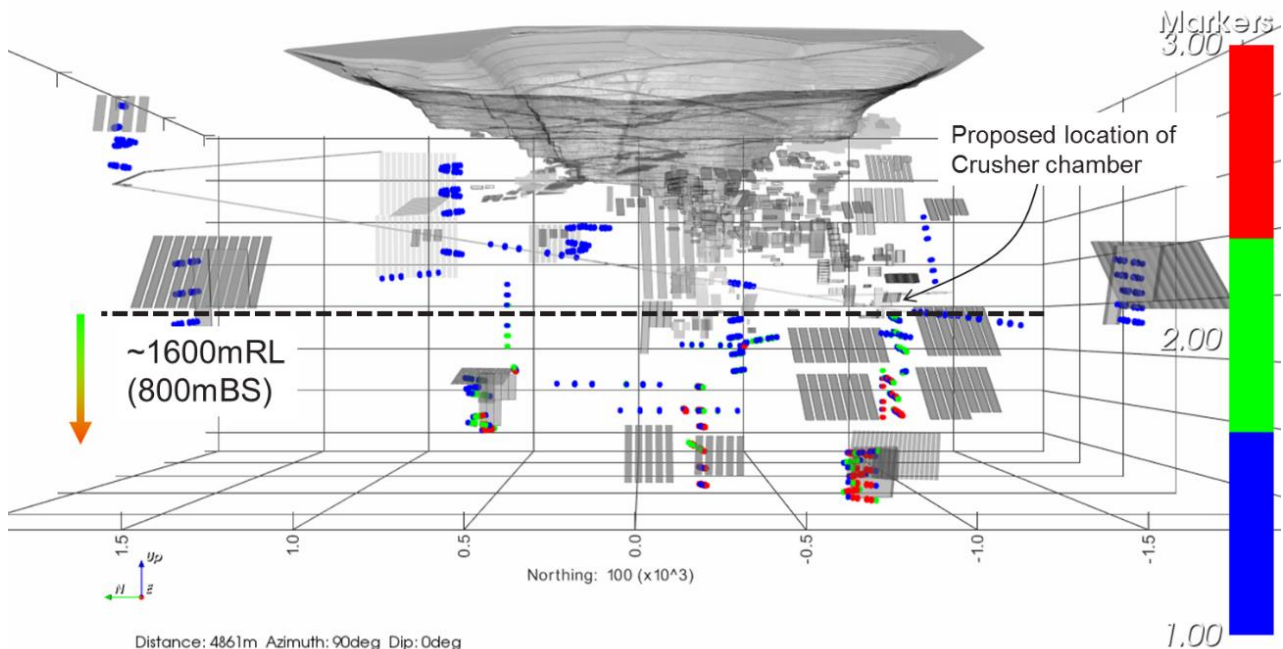 Markers
3.00
Proposed location of
Crusher chamber
~1600mRL
(800mBS)
2.00
1.5
1.0
0.5
0.0
-0.5
-1.0
-1.5
Up
N
E
Northing: 100 (x10^3)
1.00
Distance: 4861m Azimuth: 90deg Dip: 0deg